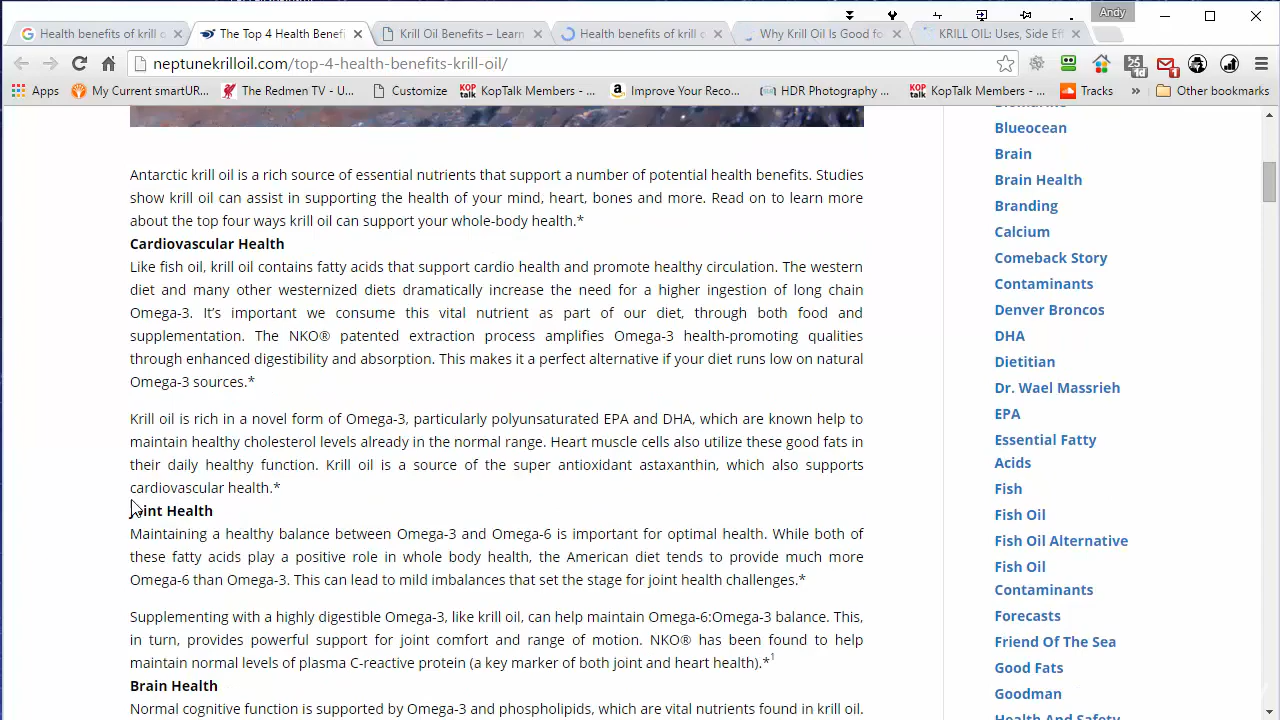 Andy
Health benefits of krill o
The Top 4 Health Benef
Krill Oil Benefits – Learn
Health benefits of krill o
Why Krill Oil Is Good fo
KRILL OIL: Uses, Side Ef
neptunekrilloil.com/top-4-health-benefits-krill-oil/
25
1d
1
Apps
My Current smartUR...
The Redmen TV - U...
Customize
KOP talk
KopTalk Members - ...
Improve Your Reco...
HDR Photography ...
KOP talk
KopTalk Members - ...
Tracks
»
Other bookmarks
Antarctic krill oil is a rich source of essential nutrients that support a number of potential health benefits. Studies
show krill oil can assist in supporting the health of your mind, heart, bones and more. Read on to learn more
about the top four ways krill oil can support your whole-body health.*
Cardiovascular Health
Like fish oil, krill oil contains fatty acids that support cardio health and promote healthy circulation. The western
diet and many other westernized diets dramatically increase the need for a higher ingestion of long chain
Omega-3. It's important we consume this vital nutrient as part of our diet, through both food and
supplementation. The NKO® patented extraction process amplifies Omega-3 health-promoting qualities
through enhanced digestibility and absorption. This makes it a perfect alternative if your diet runs low on natural
Omega-3 sources.*
Krill oil is rich in a novel form of Omega-3, particularly polyunsaturated EPA and DHA, which are known help to
maintain healthy cholesterol levels already in the normal range. Heart muscle cells also utilize these good fats in
their daily healthy function. Krill oil is a source of the super antioxidant astaxanthin, which also supports
cardiovascular health.*
Joint Health
Maintaining a healthy balance between Omega-3 and Omega-6 is important for optimal health. While both of
these fatty acids play a positive role in whole body health, the American diet tends to provide much more
Omega-6 than Omega-3. This can lead to mild imbalances that set the stage for joint health challenges.*
Supplementing with a highly digestible Omega-3, like krill oil, can help maintain Omega-6:Omega-3 balance. This,
in turn, provides powerful support for joint comfort and range of motion. NKO® has been found to help
maintain normal levels of plasma C-reactive protein (a key marker of both joint and heart health).*1
Brain Health
Normal cognitive function is supported by Omega-3 and phospholipids, which are vital nutrients found in krill oil.
Blueocean
Brain
Brain Health
Branding
Calcium
Comeback Story
Contaminants
Denver Broncos
DHA
Dietitian
Dr. Wael Massrieh
EPA
Essential Fatty
Acids
Fish
Fish Oil
Fish Oil Alternative
Fish Oil
Contaminants
Forecasts
Friend Of The Sea
Good Fats
Goodman
Health And Safety